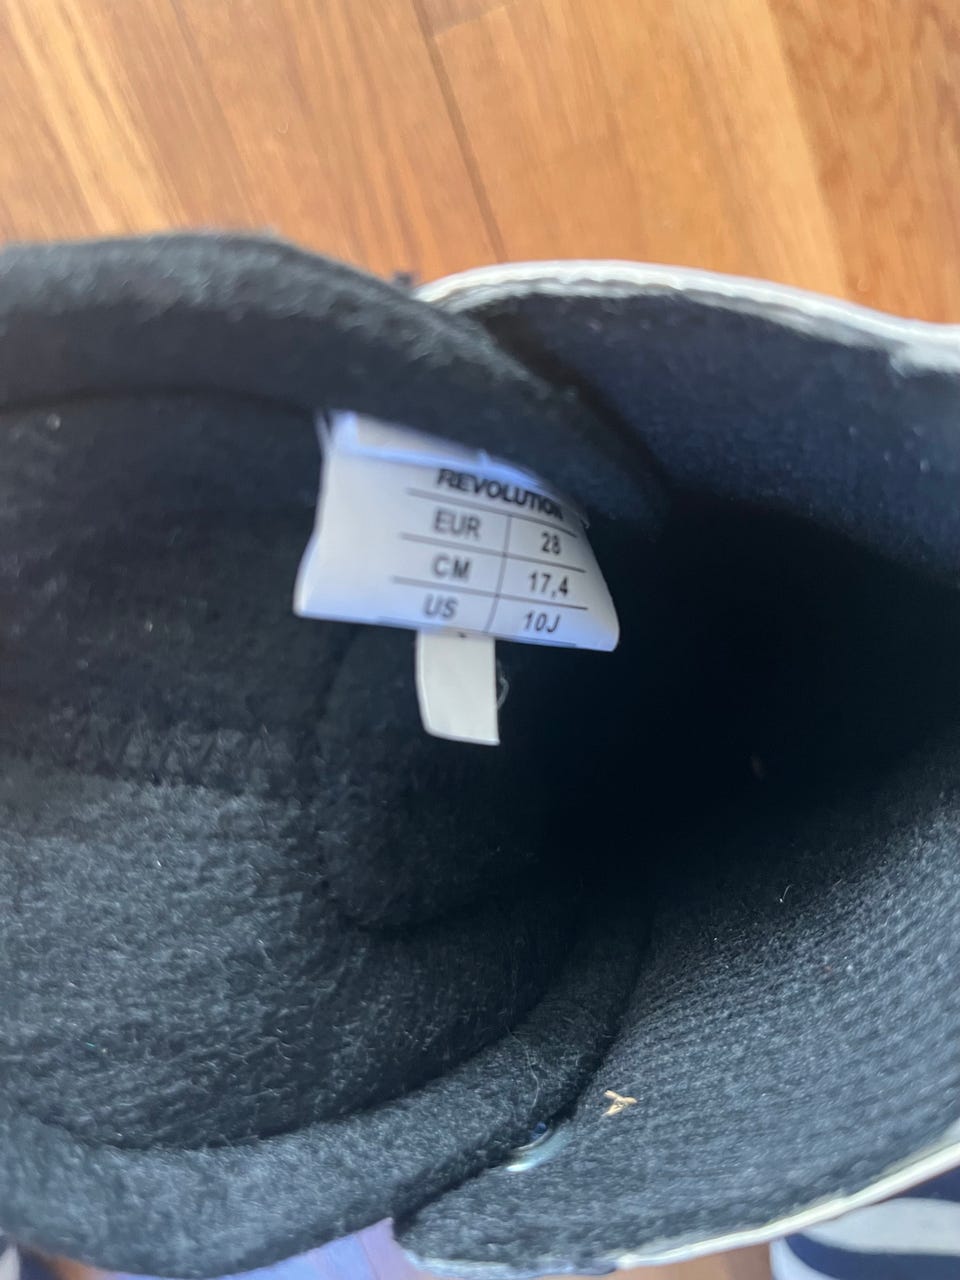 REVOLUTION
EUR 28
CM 17,4
US 10J